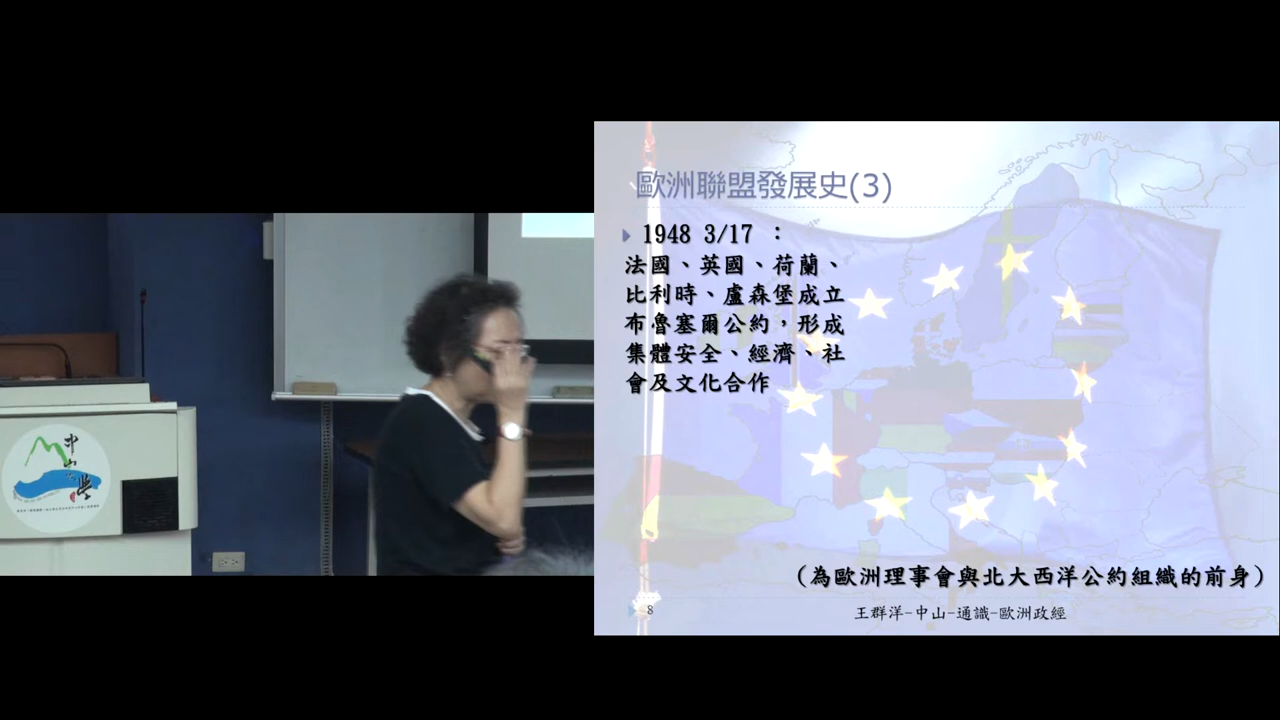 歐洲聯盟發展史(3)
1948 3/17 :
法國、英國、荷蘭、
比利時、盧森堡成立
布魯塞爾公約,形成
集體安全、經濟、社
會及文化合作
(為歐洲理事會與北大西洋公約組織的前身)
8
王群洋-中山-通識-歐洲政經
中山大學